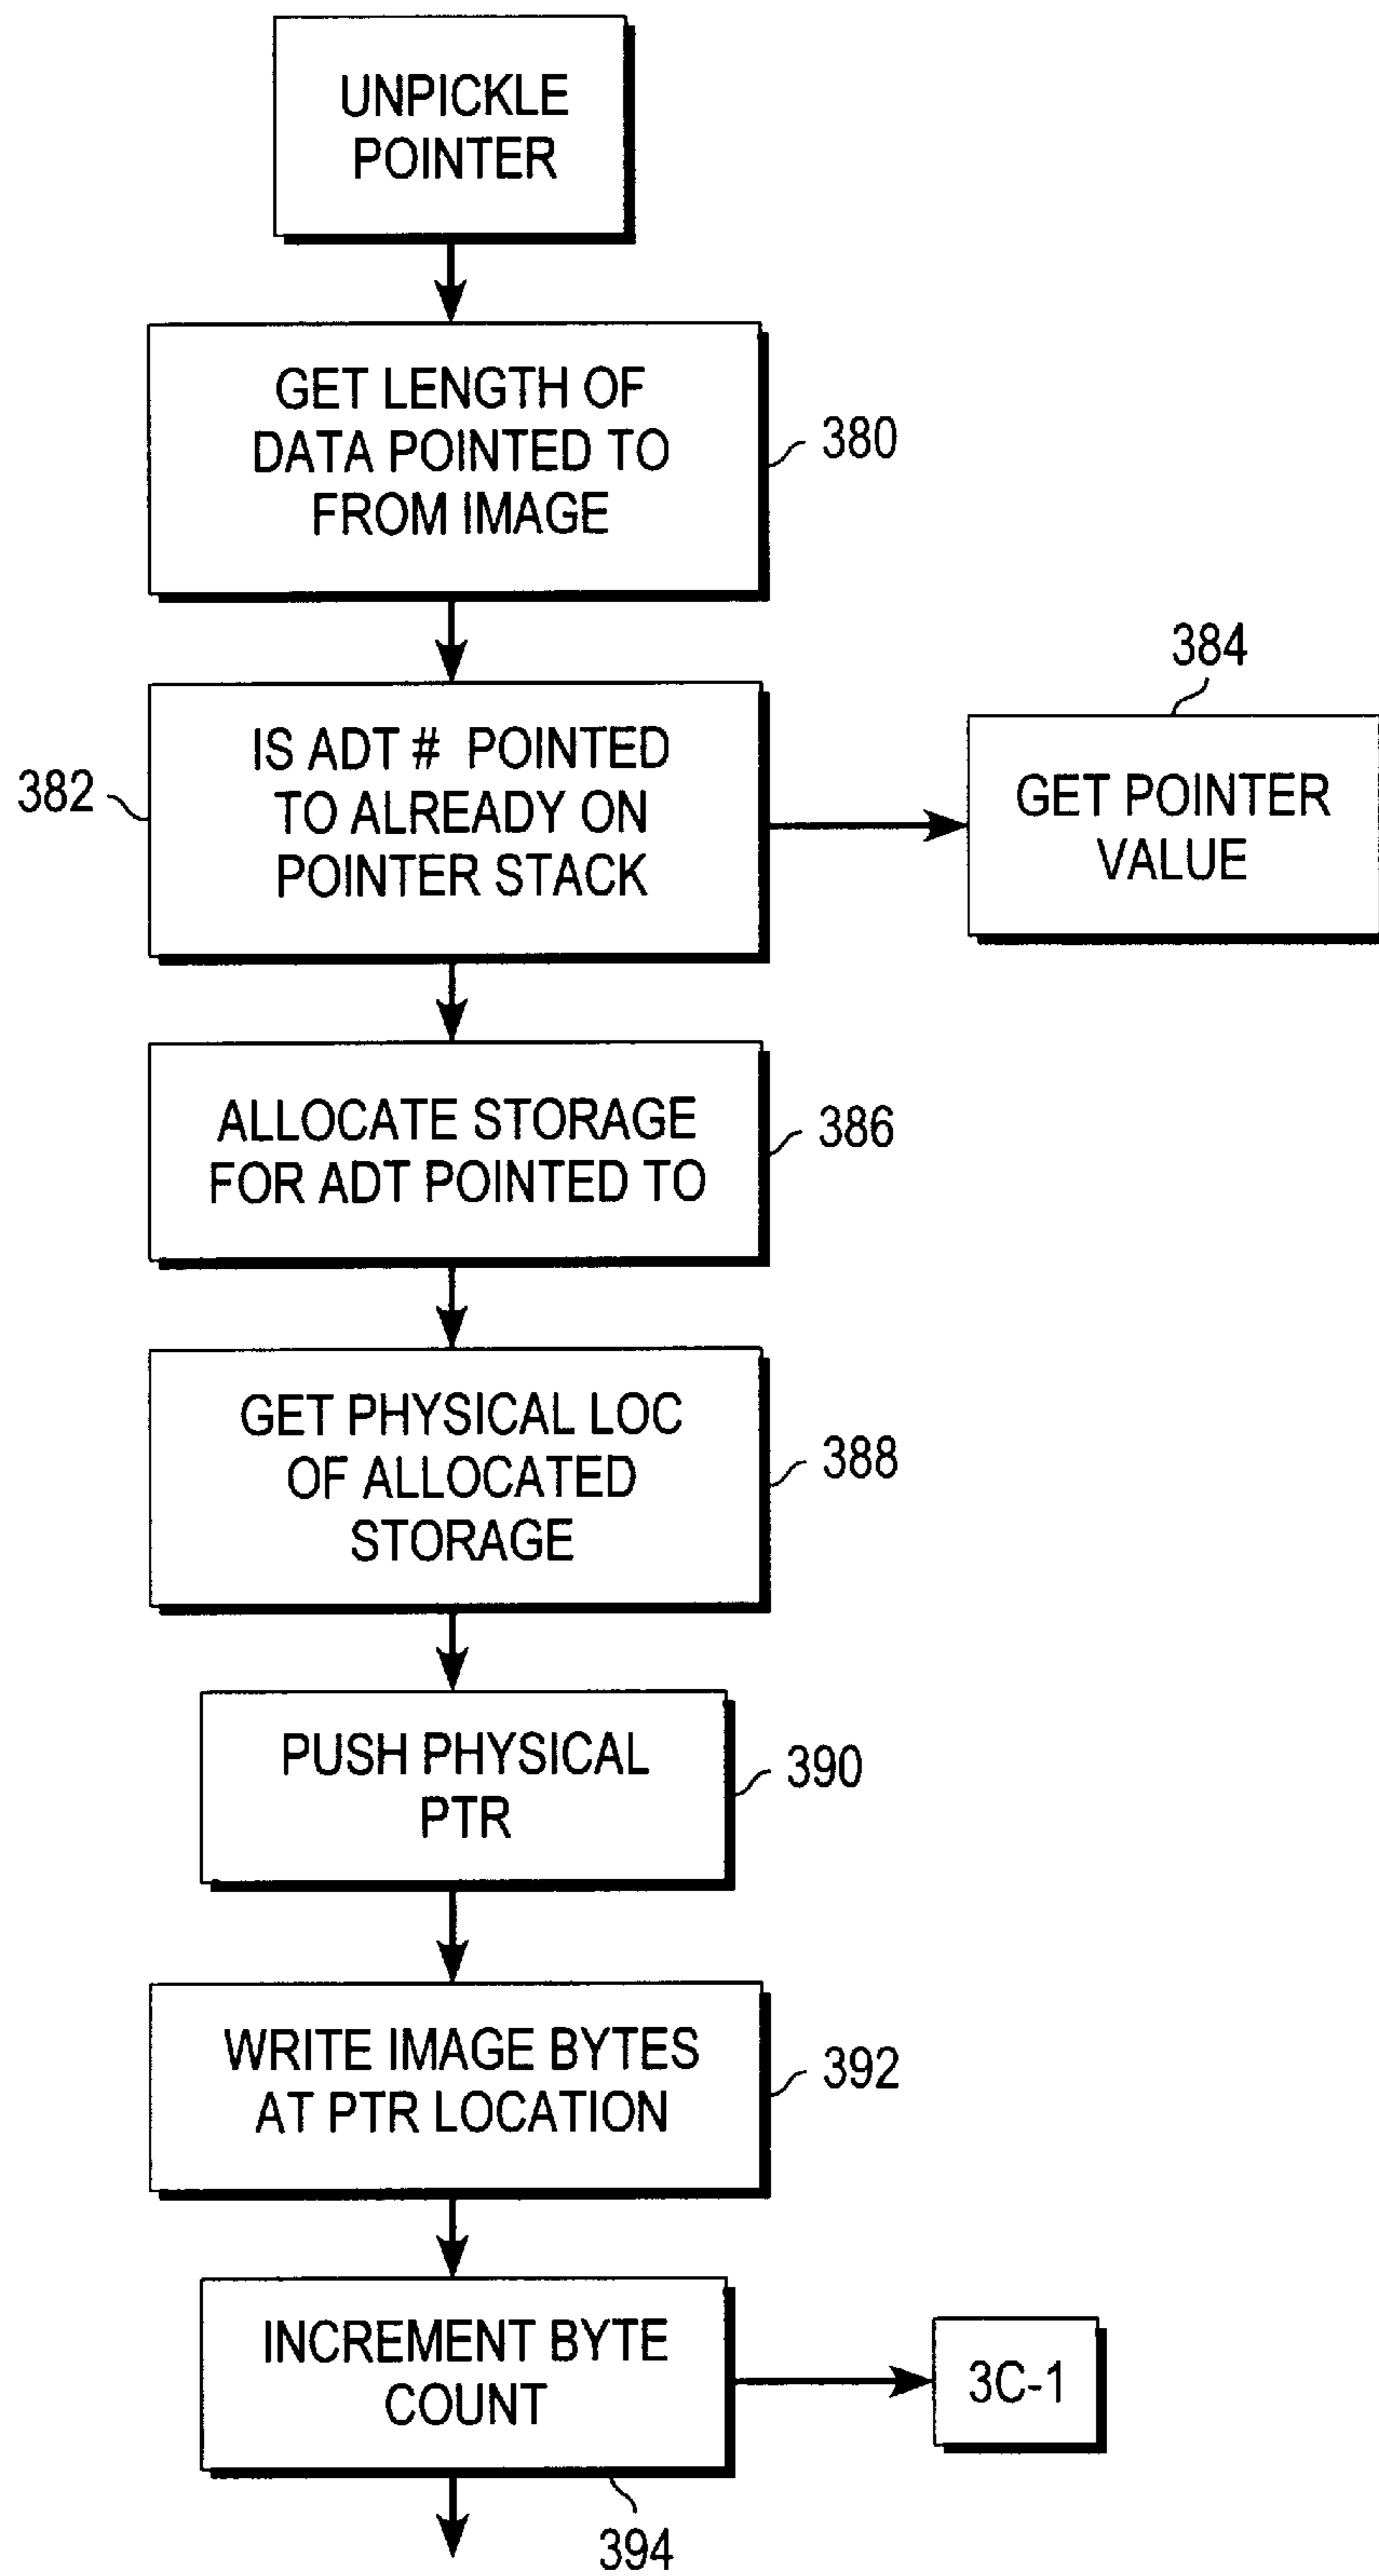 UNPICKLE
POINTER
GET LENGTH OF
DATA POINTED TO
FROM IMAGE
380
384
382
IS ADT # POINTED
TO ALREADY ON
POINTER STACK
GET POINTER
VALUE
ALLOCATE STORAGE
FOR ADT POINTED TO
386
GET PHYSICAL LOC
OF ALLOCATED
STORAGE
388
PUSH PHYSICAL
PTR
390
WRITE IMAGE BYTES
AT PTR LOCATION
392
INCREMENT BYTE
COUNT
3C-1
394